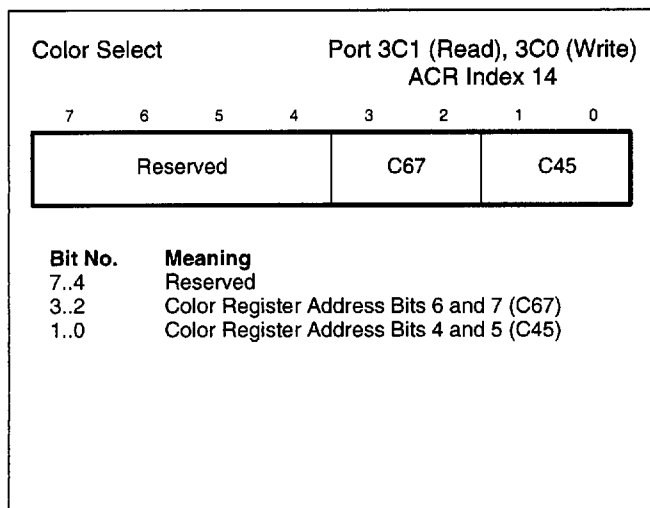 Color Select Port 3C1 (Read), 3C0 (Write)
ACR Index 14
7 6 5 4 3 2 1 0
Reserved C67 C45
Bit No. Meaning
7..4 Reserved
3..2 Color Register Address Bits 6 and 7 (C67)
1..0 Color Register Address Bits 4 and 5 (C45)